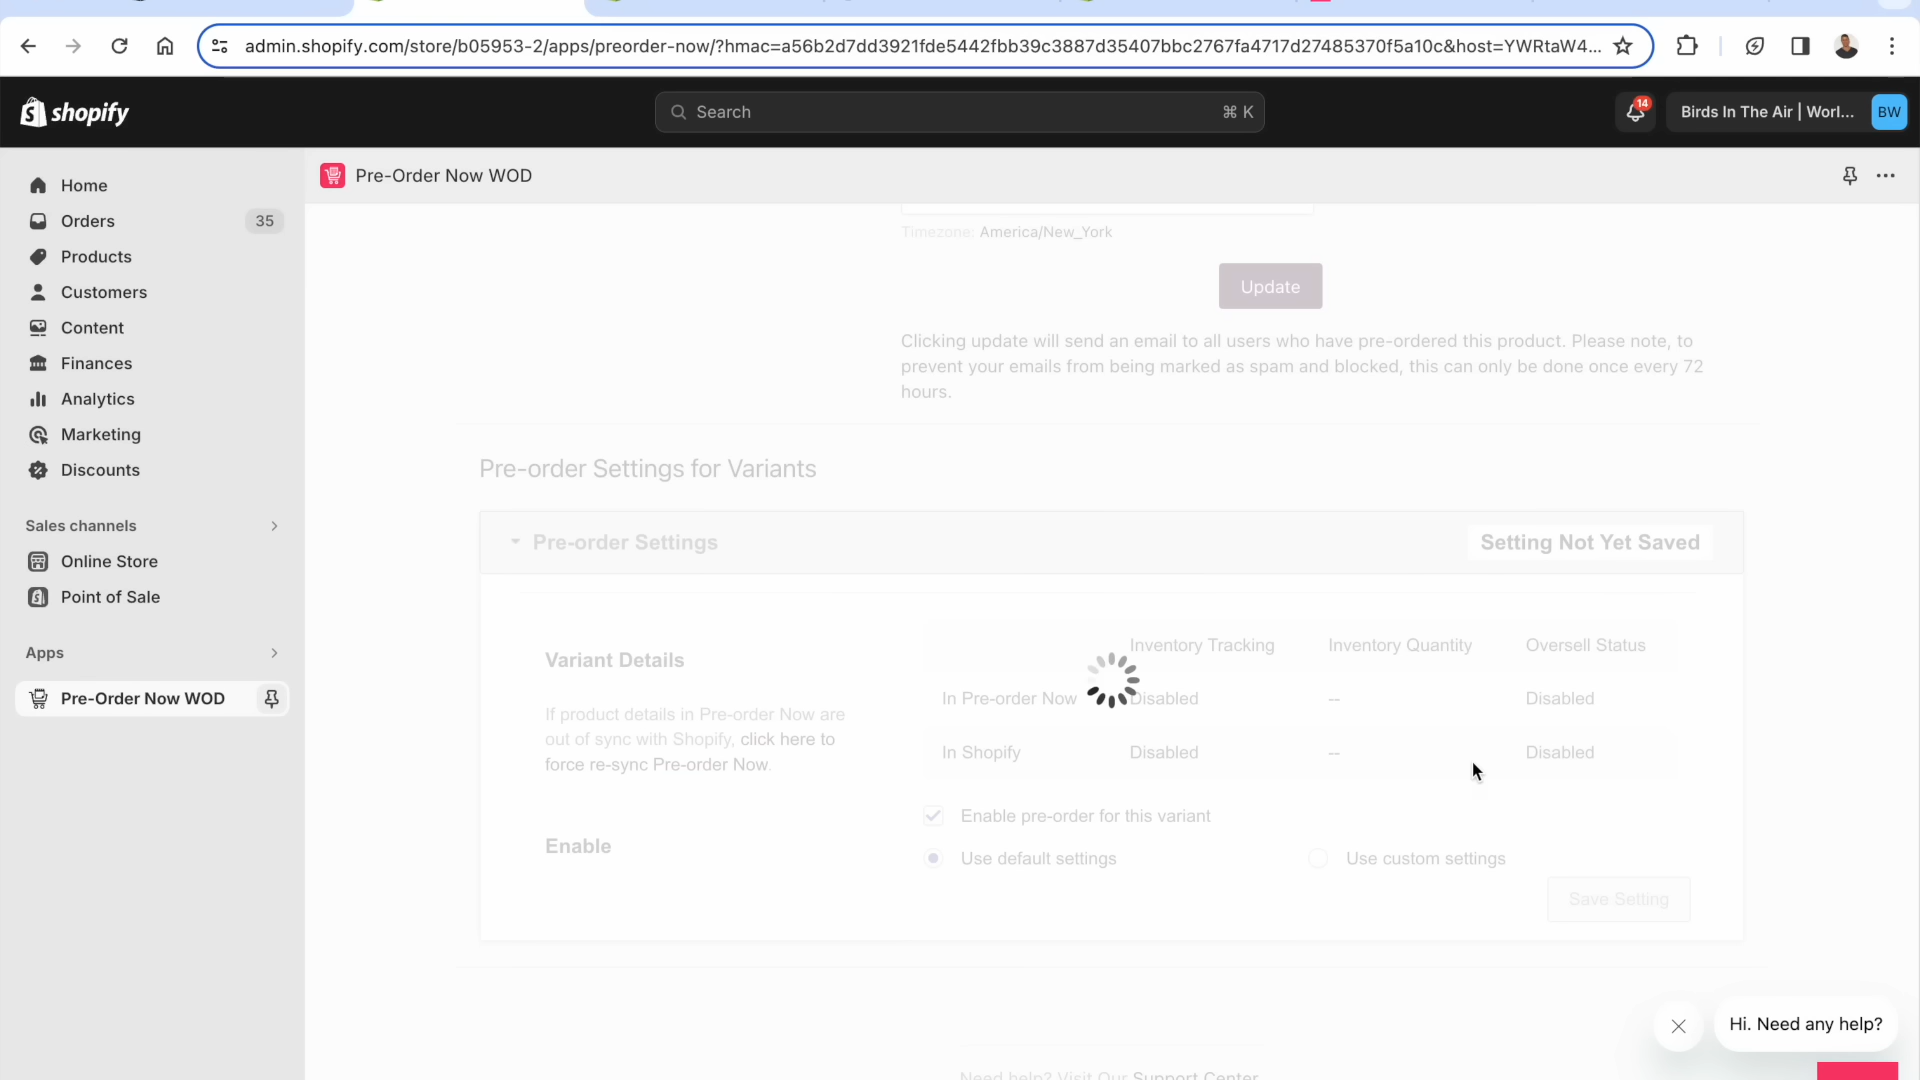 admin.shopify.com/store/b05953-2/apps/preorder-now/?hmac=a56b2d7dd3921fde5442fbb39c3887d35407bbc2767fa4717d27485370f5a10c&host=YWRtaW4...
shopify
Search
⌘ K
14
Birds In The Air | Worl...
BW
Home
Orders
35
Products
Customers
Content
Finances
Analytics
Marketing
Discounts
Sales channels
Online Store
Point of Sale
Apps
Pre-Order Now WOD
Pre-Order Now WOD
Timezone: America/New_York
Update
Clicking update will send an email to all users who have pre-ordered this product. Please note, to
prevent your emails from being marked as spam and blocked, this can only be done once every 72
hours.
Pre-order Settings for Variants
Pre-order Settings
Setting Not Yet Saved
Variant Details
If product details in Pre-order Now are
out of sync with Shopify, click here to
force re-sync Pre-order Now.
Inventory Tracking
Inventory Quantity
Oversell Status
In Pre-order Now
Disabled
--
Disabled
In Shopify
Disabled
--
Disabled
Enable
Enable pre-order for this variant
Use default settings
Use custom settings
Save Setting
Hi. Need any help?
Need help? Visit Our Support Center